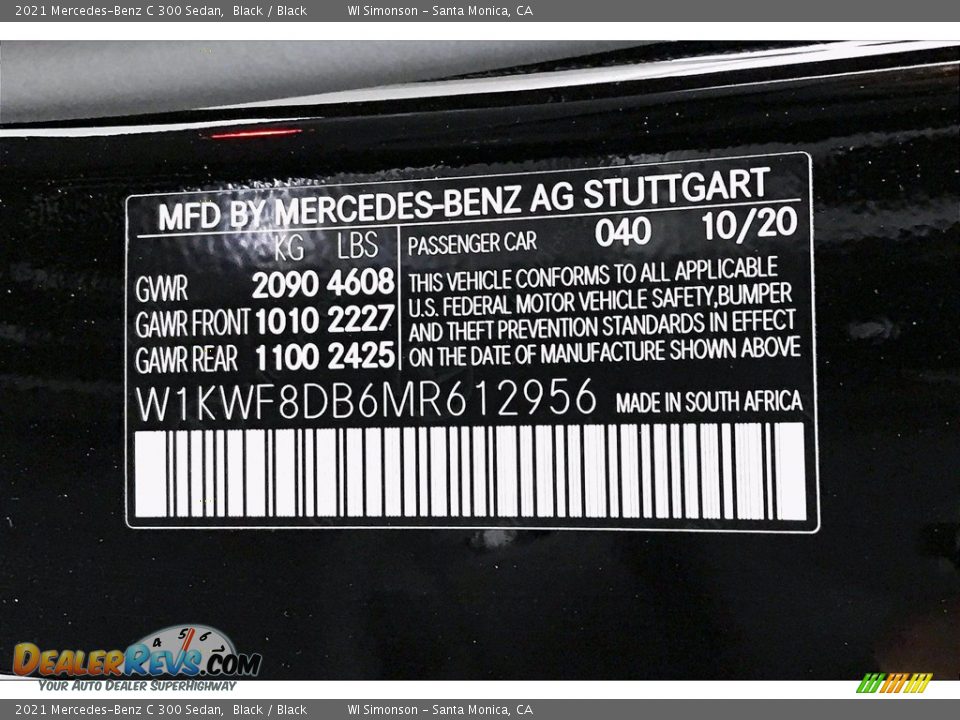 2021 Mercedes-Benz C 300 Sedan, Black / Black WI Simonson - Santa Monica, CA
MFD BY MERCEDES-BENZ AG STUTTGART
KG LBS
GVWR 2090 4608
GAWR FRONT 1010 2227
GAWR REAR 1100 2425
PASSENGER CAR 040 10/20
THIS VEHICLE CONFORMS TO ALL APPLICABLE
U.S. FEDERAL MOTOR VEHICLE SAFETY, BUMPER
AND THEFT PREVENTION STANDARDS IN EFFECT
ON THE DATE OF MANUFACTURE SHOWN ABOVE
W1KWF8DB6MR612956 MADE IN SOUTH AFRICA
4 5 6
DEALERREVS.COM
YOUR AUTO DEALER SUPERHIGHWAY
2021 Mercedes-Benz C 300 Sedan, Black / Black WI Simonson - Santa Monica, CA